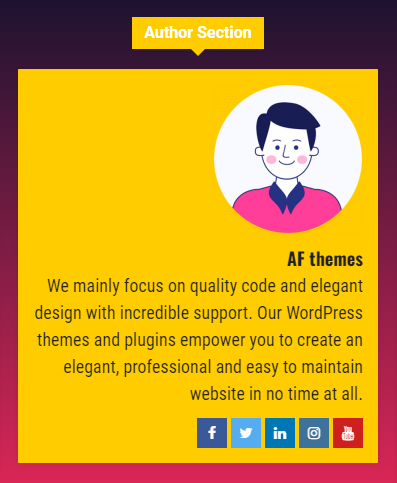 Author Section
AF themes
We mainly focus on quality code and elegant
design with incredible support. Our WordPress
themes and plugins empower you to create an
elegant, professional and easy to maintain
website in no time at all.